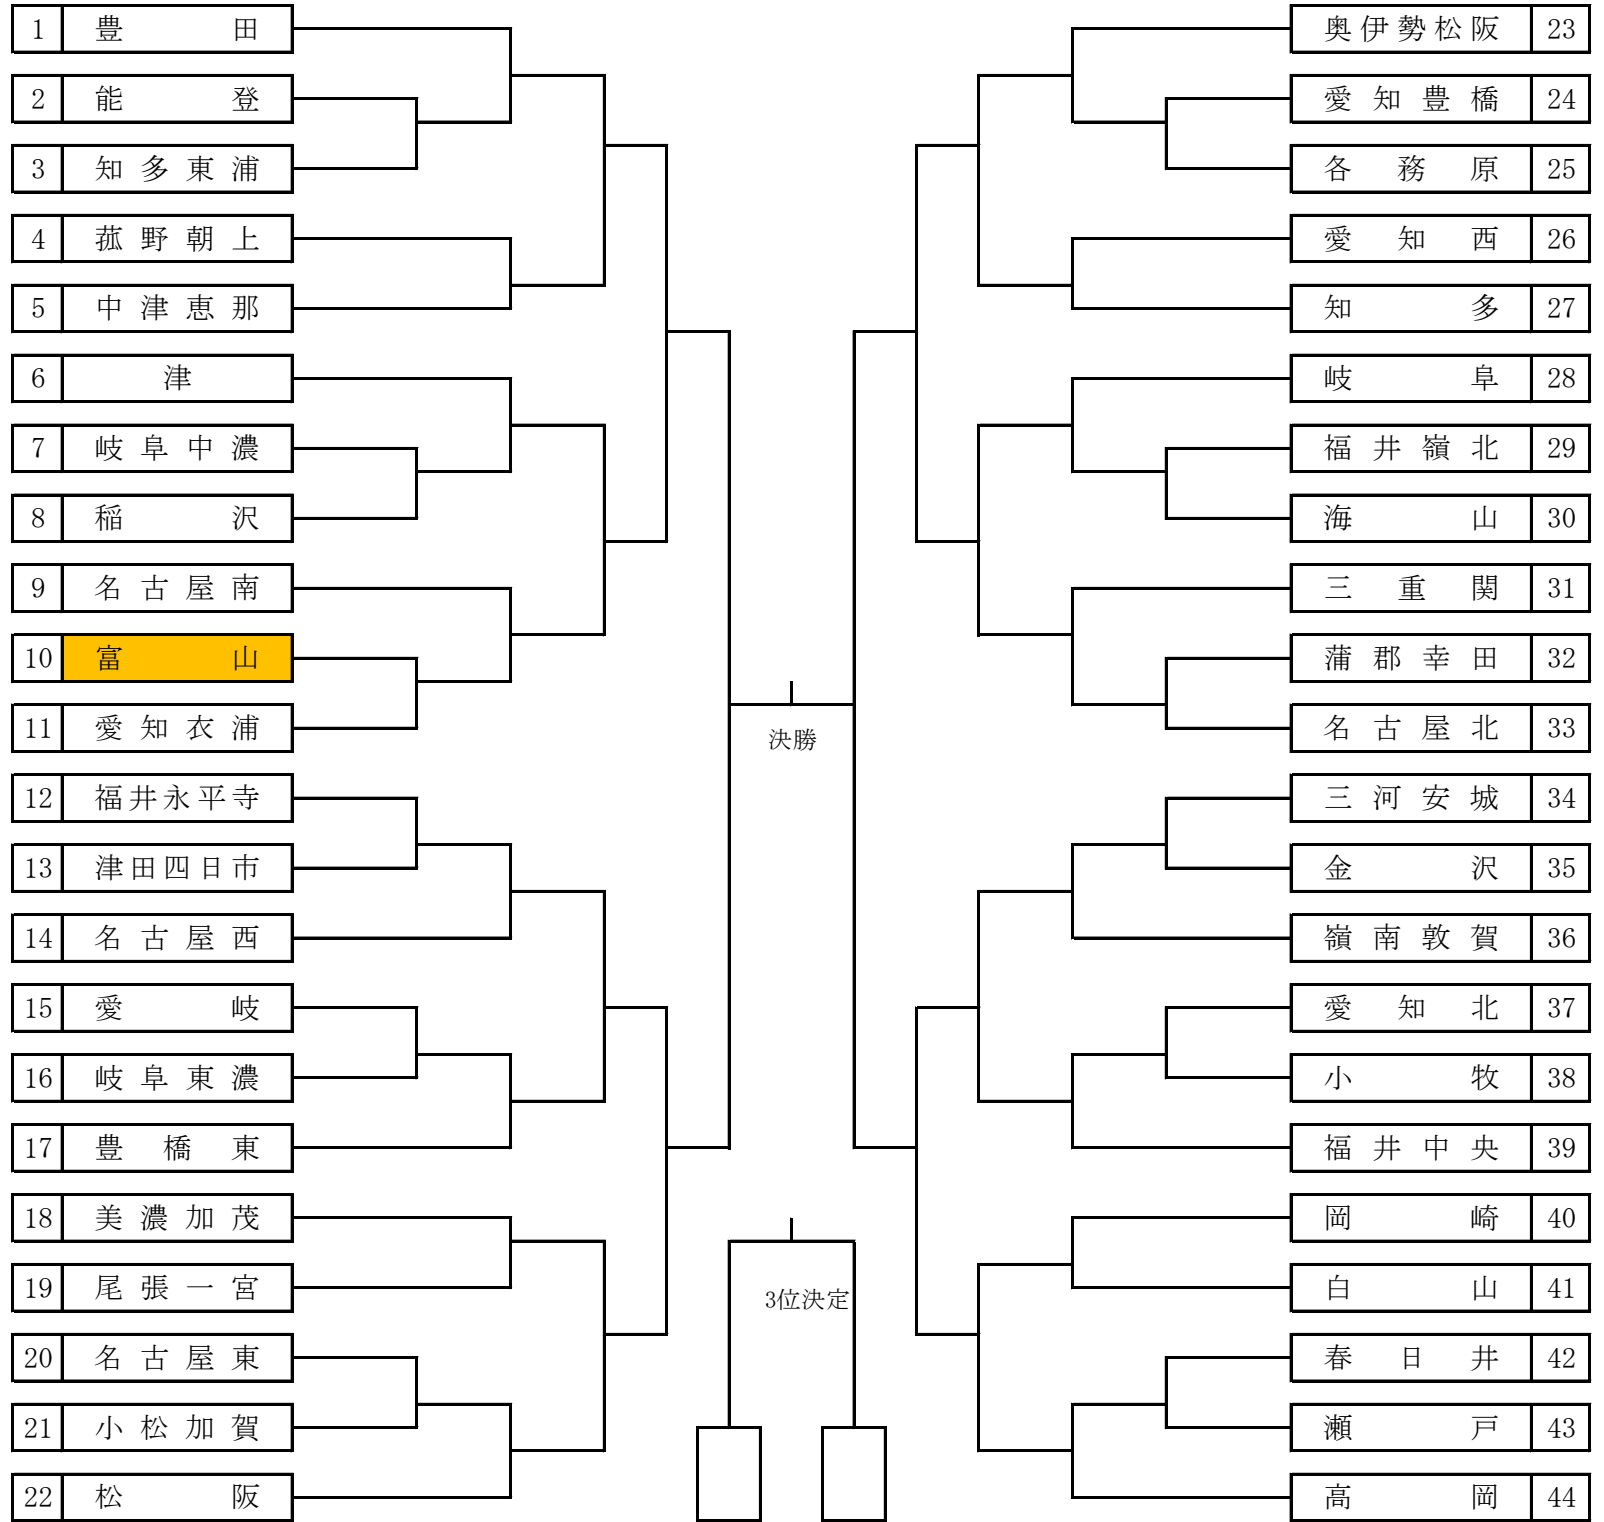 1 豊田
2 能登
3 知多東浦
4 菰野朝上
5 中津恵那
6 津
7 岐阜中濃
8 稲沢
9 名古屋南
10 富山
11 愛知衣浦
12 福井永平寺
13 津田四日市
14 名古屋西
15 愛岐
16 岐阜東濃
17 豊橋東
18 美濃加茂
19 尾張一宮
20 名古屋東
21 小松加賀
22 松阪
決勝
3位決定
奥伊勢松阪 23
愛知豊橋 24
各務原 25
愛知西 26
知多 27
岐阜 28
福井嶺北 29
海山 30
三重関 31
蒲郡幸田 32
名古屋北 33
三河安城 34
金沢 35
嶺南敦賀 36
愛知北 37
小牧 38
福井中央 39
岡崎 40
白山 41
春日井 42
瀬戸 43
高岡 44